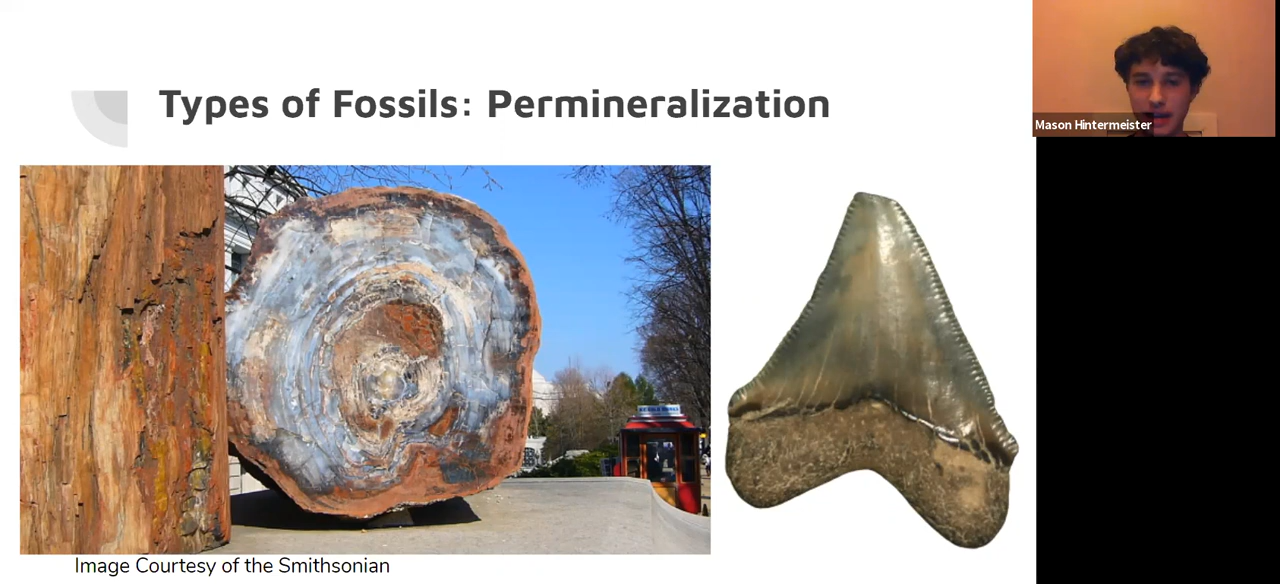 Types of Fossils: Permineralization
Mason Hintermeister
Image Courtesy of the Smithsonian